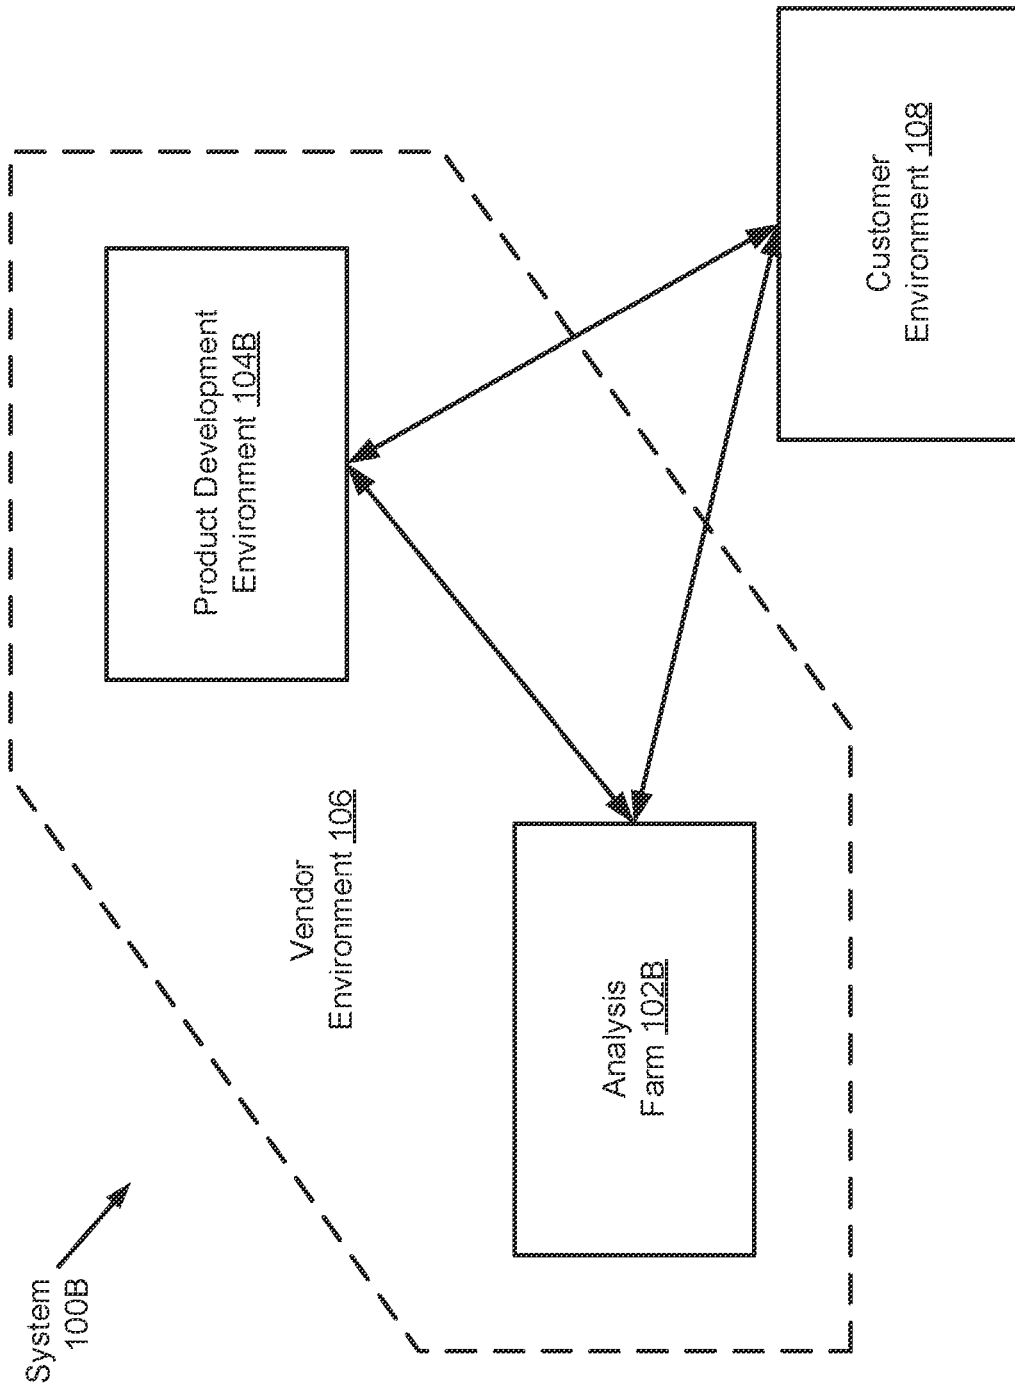 System
100B
Vendor
Environment 106
Product Development
Environment 104B
Analysis
Farm 102B
Customer
Environment 108